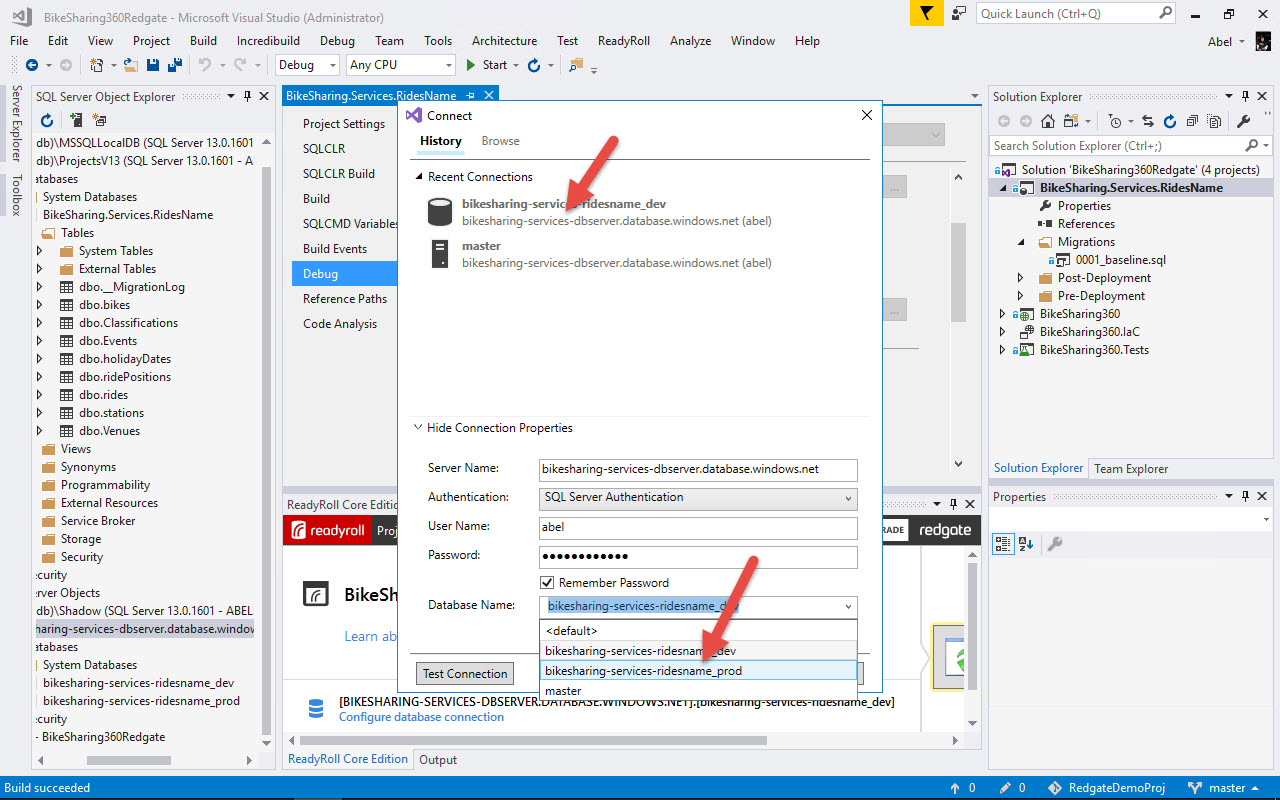 BikeSharing360Redgate - Microsoft Visual Studio (Administrator)
Quick Launch (Ctrl+Q)
File Edit View Project Build Incredibuild Debug Team Tools Architecture Test ReadyRoll Analyze Window Help
Abel
Debug Any CPU Start
Server Explorer
Toolbox
SQL Server Object Explorer
db)\MSSQLLocalDB (SQL Server 13.0.1601
db)\ProjectsV13 (SQL Server 13.0.1601 - A
atabases
System Databases
BikeSharing.Services.RidesName
Tables
System Tables
External Tables
dbo.__MigrationLog
dbo.bikes
dbo.Classifications
dbo.Events
dbo.holidayDates
dbo.ridePositions
dbo.rides
dbo.stations
dbo.Venues
Views
Synonyms
Programmability
External Resources
Service Broker
Storage
Security
ecurity
erver Objects
db)\Shadow (SQL Server 13.0.1601 - ABEL
haring-services-dbserver.database.window
atabases
System Databases
bikesharing-services-ridesname_dev
bikesharing-services-ridesname_prod
ecurity
- BikeSharing360Redgate
BikeSharing.Services.RidesName
Project Settings
SQLCLR
SQLCLR Build
Build
SQLCMD Variables
Build Events
Debug
Reference Paths
Code Analysis
...
...
Connect
History Browse
Recent Connections
bikesharing-services-ridesname_dev
bikesharing-services-dbserver.database.windows.net (abel)
master
bikesharing-services-dbserver.database.windows.net (abel)
Hide Connection Properties
Server Name: bikesharing-services-dbserver.database.windows.net
Authentication: SQL Server Authentication
User Name: abel
Password: ●●●●●●●●●●●●
Remember Password
Database Name: bikesharing-services-ridesname_dev
<default>
bikesharing-services-ridesname_dev
bikesharing-services-ridesname_prod
master
Test Connection
ReadyRoll Core Editio
readyroll Proj
RADE redgate
BikeSh
Learn ab
[BIKESHARING-SERVICES-DBSERVER.DATABASE.WINDOWS.NET].[bikesharing-services-ridesname_dev]
Configure database connection
ReadyRoll Core Edition Output
Solution Explorer
Search Solution Explorer (Ctrl+;)
Solution 'BikeSharing360Redgate' (4 projects)
BikeSharing.Services.RidesName
Properties
References
Migrations
0001_baseline.sql
Post-Deployment
Pre-Deployment
BikeSharing360
BikeSharing360.IaC
BikeSharing360.Tests
Solution Explorer Team Explorer
Properties
Build succeeded
0 0 RedgateDemoProj master